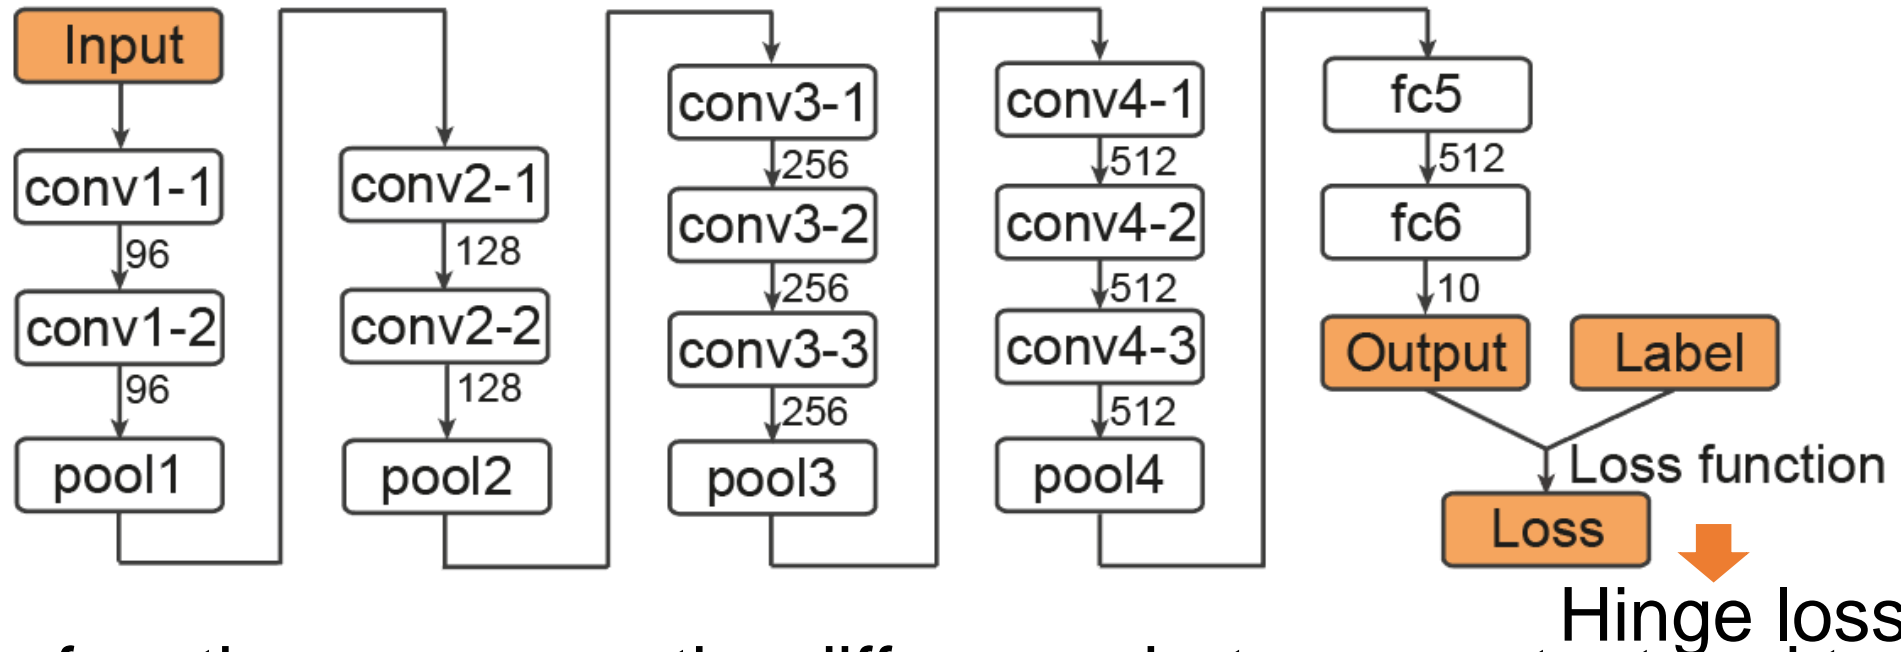 Input
conv1-1
96
conv1-2
96
pool1
conv2-1
128
conv2-2
128
pool2
conv3-1
256
conv3-2
256
conv3-3
256
pool3
conv4-1
512
conv4-2
512
conv4-3
512
pool4
fc5
512
fc6
10
Output
Label
Loss function
Loss
Hinge loss